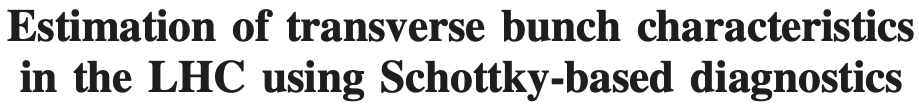 Estimation of transverse bunch characteristics
in the LHC using Schottky-based diagnostics